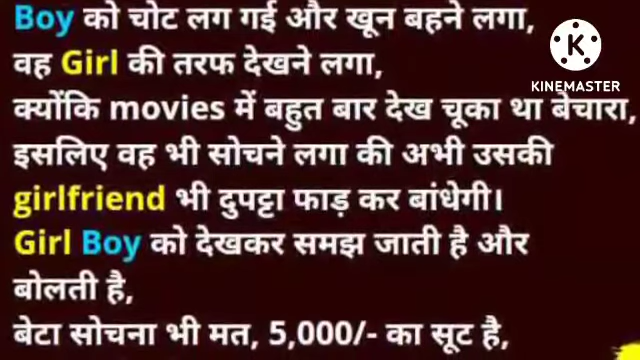 Boy को चोट लग गई और खून बहने लगा,
वह Girl की तरफ देखने लगा,
क्योंकि movies में बहुत बार देख चूका था बेचारा,
इसलिए वह भी सोचने लगा की अभी उसकी
girlfriend भी दुपट्टा फाड़ कर बांधेगी।
Girl Boy को देखकर समझ जाती है और
बोलती है,
बेटा सोचना भी मत, 5,000/- का सूट है,
K
KINEMASTER